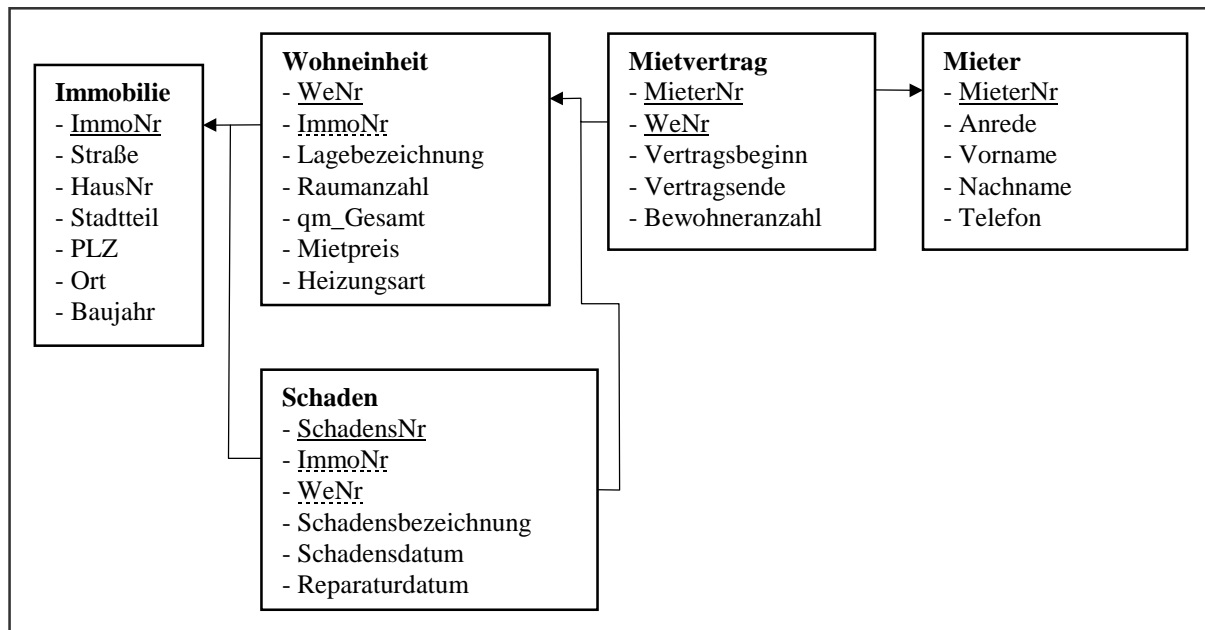 Immobilie
- ImmoNr
- Straße
- HausNr
- Stadtteil
- PLZ
- Ort
- Baujahr
Wohneinheit
- WeNr
- ImmoNr
- Lagebezeichnung
- Raumanzahl
- qm_Gesamt
- Mietpreis
- Heizungsart
Mietvertrag
- MieterNr
- WeNr
- Vertragsbeginn
- Vertragsende
- Bewohneranzahl
Mieter
- MieterNr
- Anrede
- Vorname
- Nachname
- Telefon
Schaden
- SchadensNr
- ImmoNr
- WeNr
- Schadensbezeichnung
- Schadensdatum
- Reparaturdatum